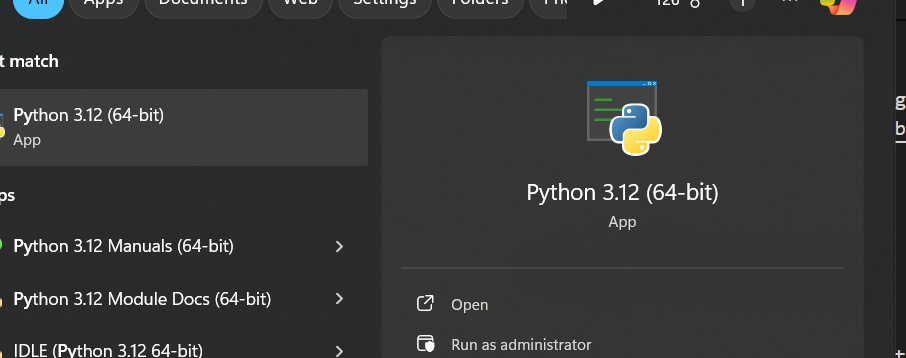 All Apps Documents Web Settings Folders
126
t match
Python 3.12 (64-bit)
App
ps
Python 3.12 Manuals (64-bit)
Python 3.12 Module Docs (64-bit)
IDLE (Python 3.12 64-bit)
Python 3.12 (64-bit)
App
Open
Run as administrator
g
b